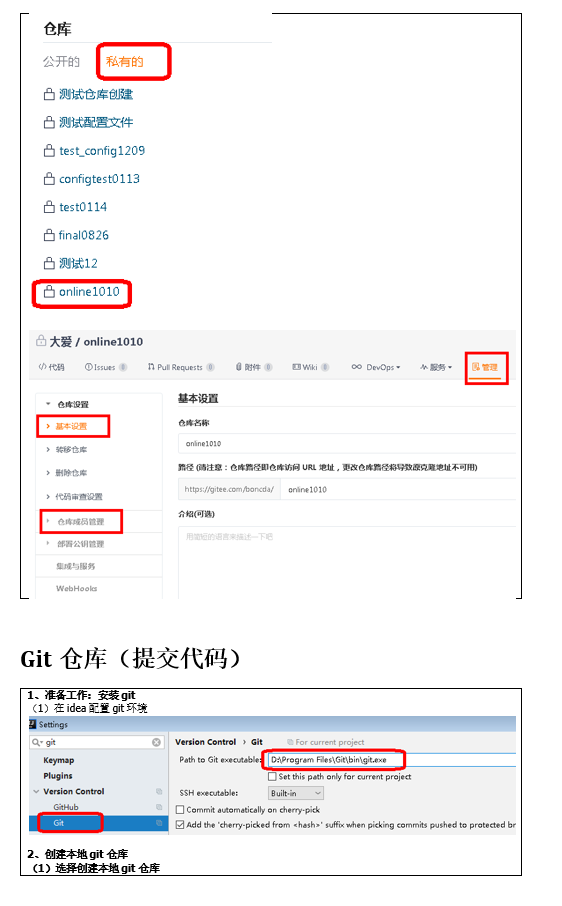 仓库
公开的 私有的
测试仓库创建
测试配置文件
test_config1209
configtest0113
test0114
final0826
测试12
online1010
大爱 / online1010
代码 Issues 0 Pull Requests 0 附件 0 Wiki 0 DevOps 服务 管理
仓库设置
基本设置
转移仓库
删除仓库
代码审查设置
仓库成员管理
部署公钥管理
集成与服务
WebHooks
基本设置
仓库名称
online1010
路径 (请注意：仓库路径即仓库访问 URL 地址，更改仓库路径将导致原克隆地址不可用)
https://gitee.com/boncda/ online1010
介绍(可选)
用简短的语言来描述一下吧
Git 仓库（提交代码）
1、准备工作：安装 git
（1）在 idea 配置 git 环境
Settings
git
Keymap
Plugins
Version Control
GitHub
Git
Version Control › Git For current project
Path to Git executable: D:\Program Files\Git\bin\git.exe
Set this path only for current project
SSH executable: Built-in
Commit automatically on cherry-pick
Add the 'cherry-picked from <hash>' suffix when picking commits pushed to protected br
2、创建本地 git 仓库
（1）选择创建本地 git 仓库